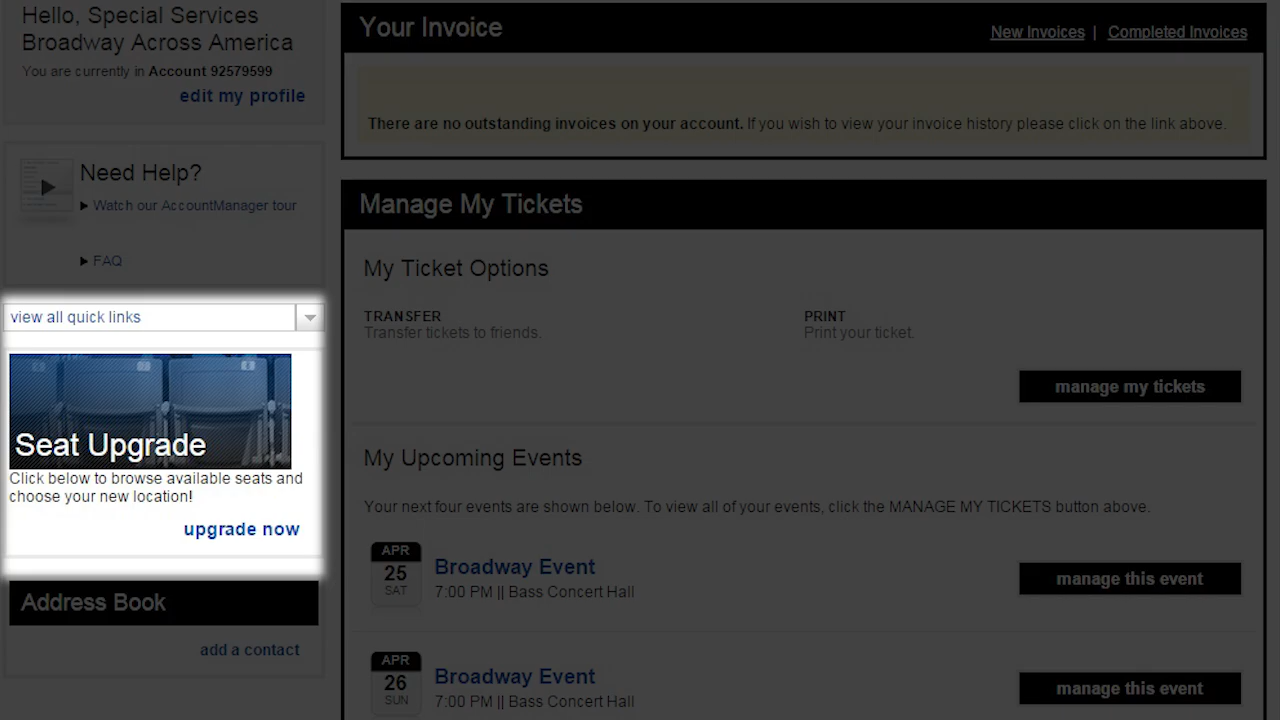 Hello, Special Services
Broadway Across America
You are currently in Account 92579599
edit my profile
Need Help?
Watch our AccountManager tour
FAQ
view all quick links
Seat Upgrade
Click below to browse available seats and
choose your new location!
upgrade now
Address Book
add a contact
Your Invoice
New Invoices | Completed Invoices
There are no outstanding invoices on your account. If you wish to view your invoice history please click on the link above.
Manage My Tickets
My Ticket Options
TRANSFER
Transfer tickets to friends.
PRINT
Print your ticket.
manage my tickets
My Upcoming Events
Your next four events are shown below. To view all of your events, click the MANAGE MY TICKETS button above.
APR
25
SAT
Broadway Event
7:00 PM || Bass Concert Hall
manage this event
APR
26
SUN
Broadway Event
7:00 PM || Bass Concert Hall
manage this event